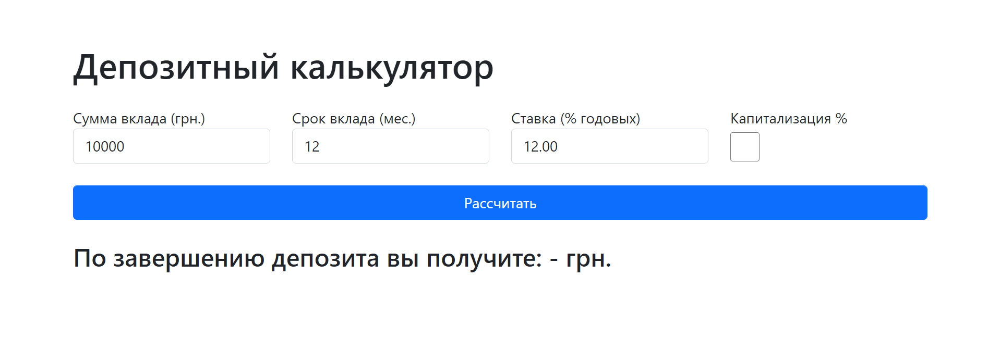 Депозитный калькулятор
Сумма вклада (грн.) Срок вклада (мес.) Ставка (% годовых) Капитализация %
10000 12 12.00
Рассчитать
По завершению депозита вы получите: - грн.